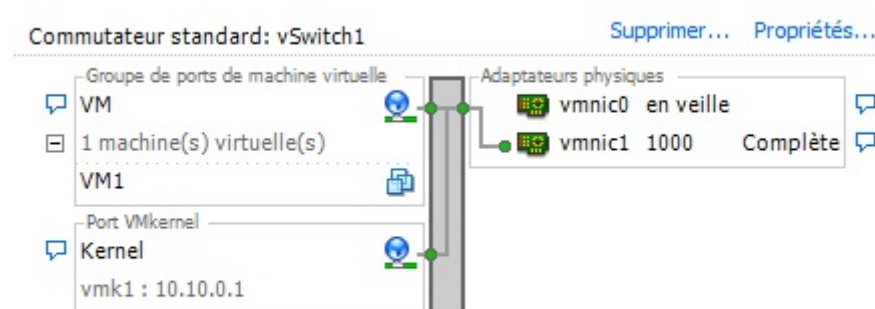 Commutateur standard: vSwitch1
Supprimer... Propriétés...
Groupe de ports de machine virtuelle
VM
1 machine(s) virtuelle(s)
VM1
Port VMkernel
Kernel
vmk1 : 10.10.0.1
Adaptateurs physiques
vmnic0 en veille
vmnic1 1000 Complète